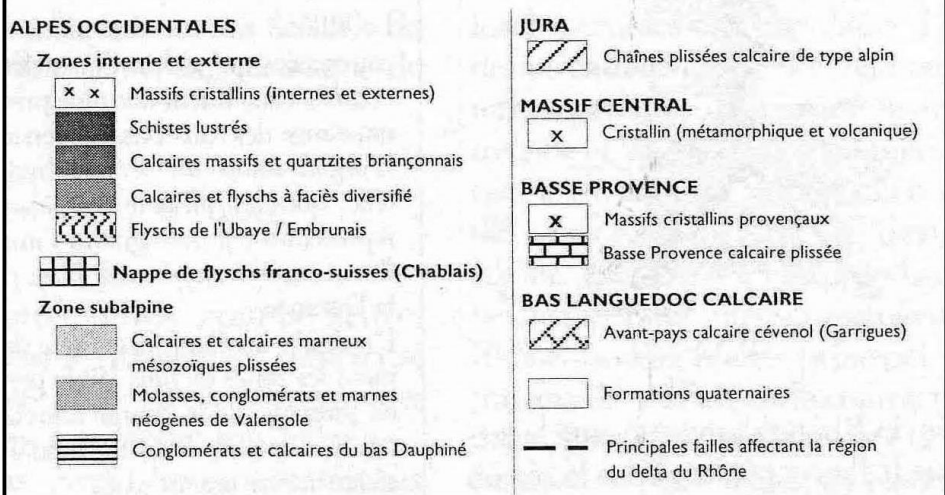 ALPES OCCIDENTALES
Zones interne et externe
x x Massifs cristallins (internes et externes)
Schistes lustrés
Calcaires massifs et quartzites briançonnais
Calcaires et flyschs à faciès diversifié
Flyschs de l'Ubaye / Embrunais
Nappe de flyschs franco-suisses (Chablais)
Zone subalpine
Calcaires et calcaires marneux
mésozoïques plissées
Molasses, conglomérats et marnes
néogènes de Valensole
Conglomérats et calcaires du bas Dauphiné
JURA
Chaînes plissées calcaire de type alpin
MASSIF CENTRAL
x Cristallin (métamorphique et volcanique)
BASSE PROVENCE
x Massifs cristallins provençaux
Basse Provence calcaire plissée
BAS LANGUEDOC CALCAIRE
Avant-pays calcaire cévenol (Garrigues)
Formations quaternaires
Principales failles affectant la région
du delta du Rhône